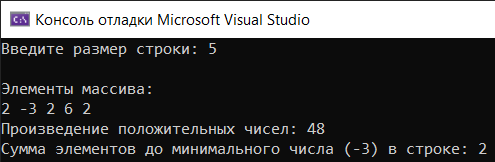 Консоль отладки Microsoft Visual Studio
Введите размер строки: 5
Элементы массива:
2 -3 2 6 2
Произведение положительных чисел: 48
Сумма элементов до минимального числа (-3) в строке: 2